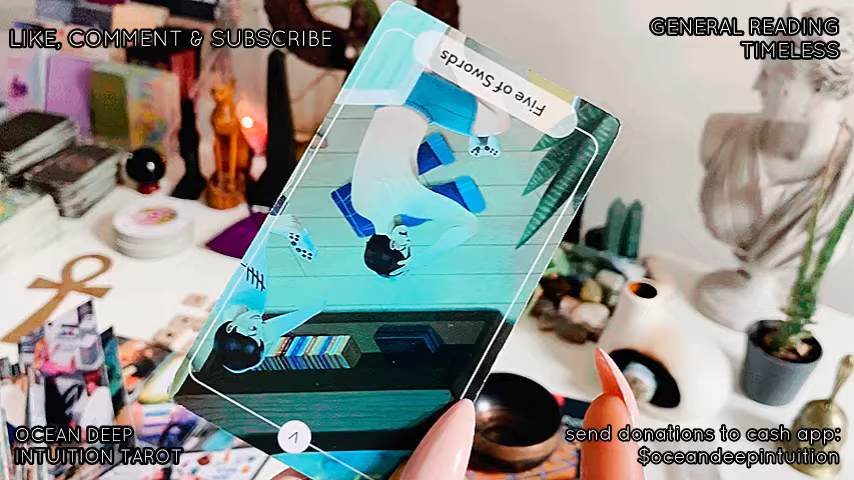 LIKE, COMMENT & SUBSCRIBE
GENERAL READING
TIMELESS
Five of Swords
V
OCEAN DEEP
INTUITION TAROT
send donations to cash app:
$oceandeepintuition